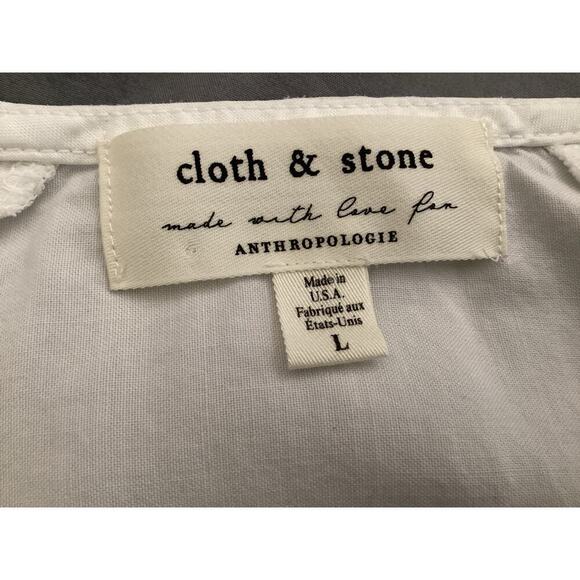 cloth & stone
made with love for
ANTHROPOLOGIE
Made in
U.S.A.
Fabriqué aux
États-Unis
L